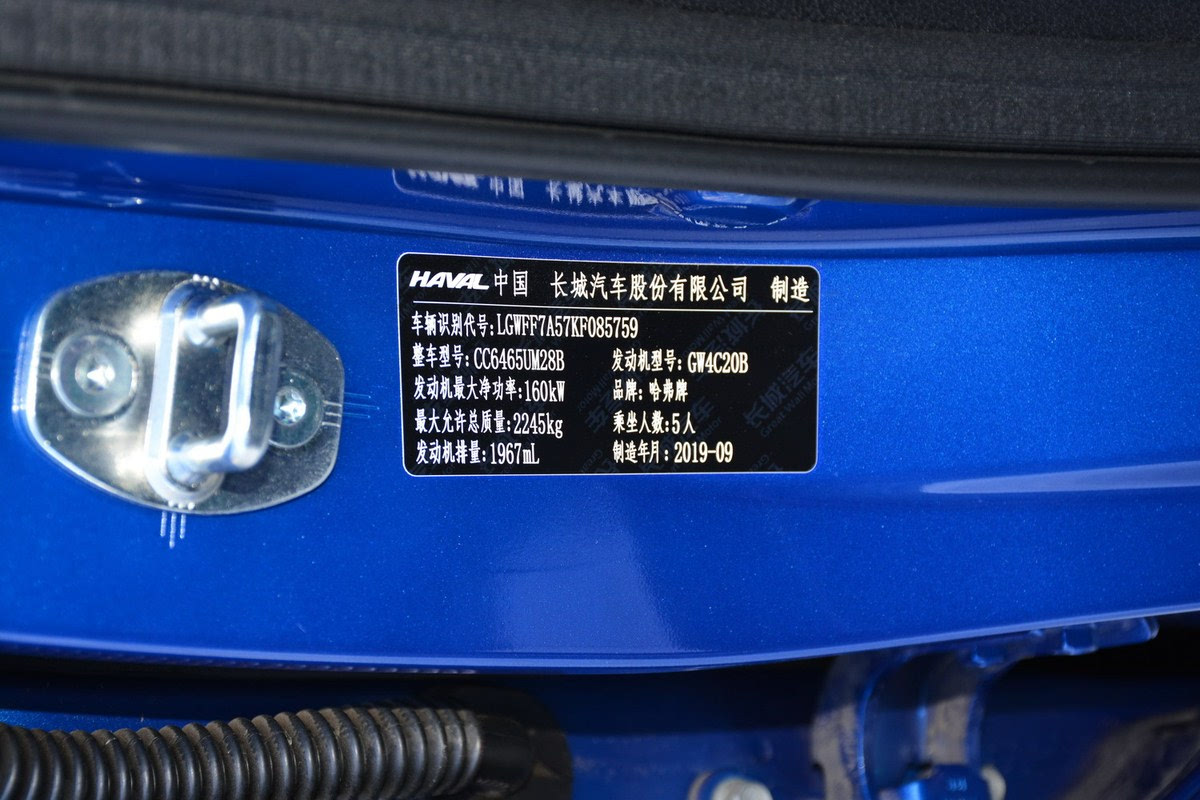 HAVAL 中国 长城汽车股份有限公司 制造
车辆识别代号:LGWFF7A57KF085759
整车型号:CC6465UM28B 发动机型号:GW4C20B
发动机最大净功率:160kW 品牌:哈弗牌
最大允许总质量:2245kg 乘坐人数:5人
发动机排量:1967mL 制造年月:2019-09